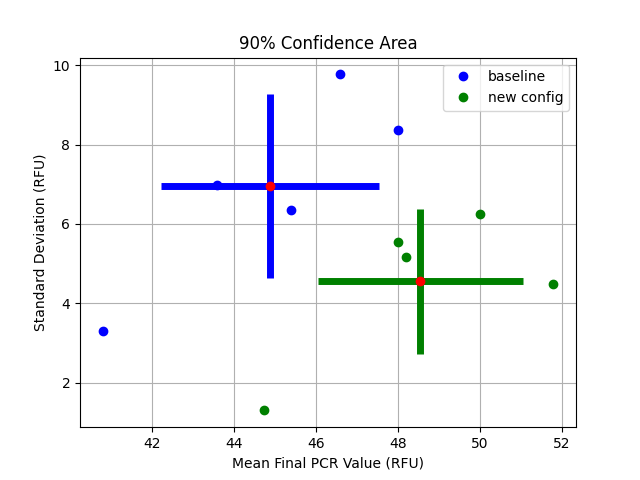 90% Confidence Area
baseline
new config
10
8
6
4
2
Standard Deviation (RFU)
42 44 46 48 50 52
Mean Final PCR Value (RFU)